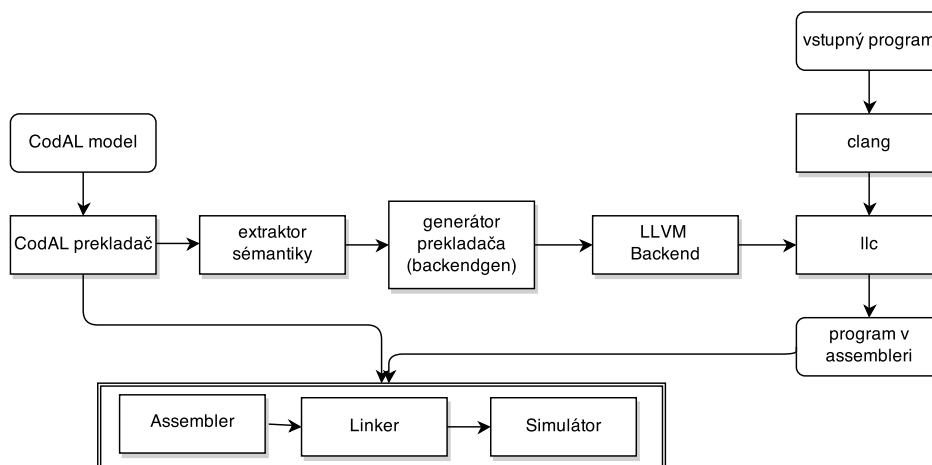 vstupný program
CodAL model
clang
CodAL prekladač
extraktor
sémantiky
generátor
prekladača
(backendgen)
LLVM
Backend
llc
program v
assembleri
Assembler
Linker
Simulátor